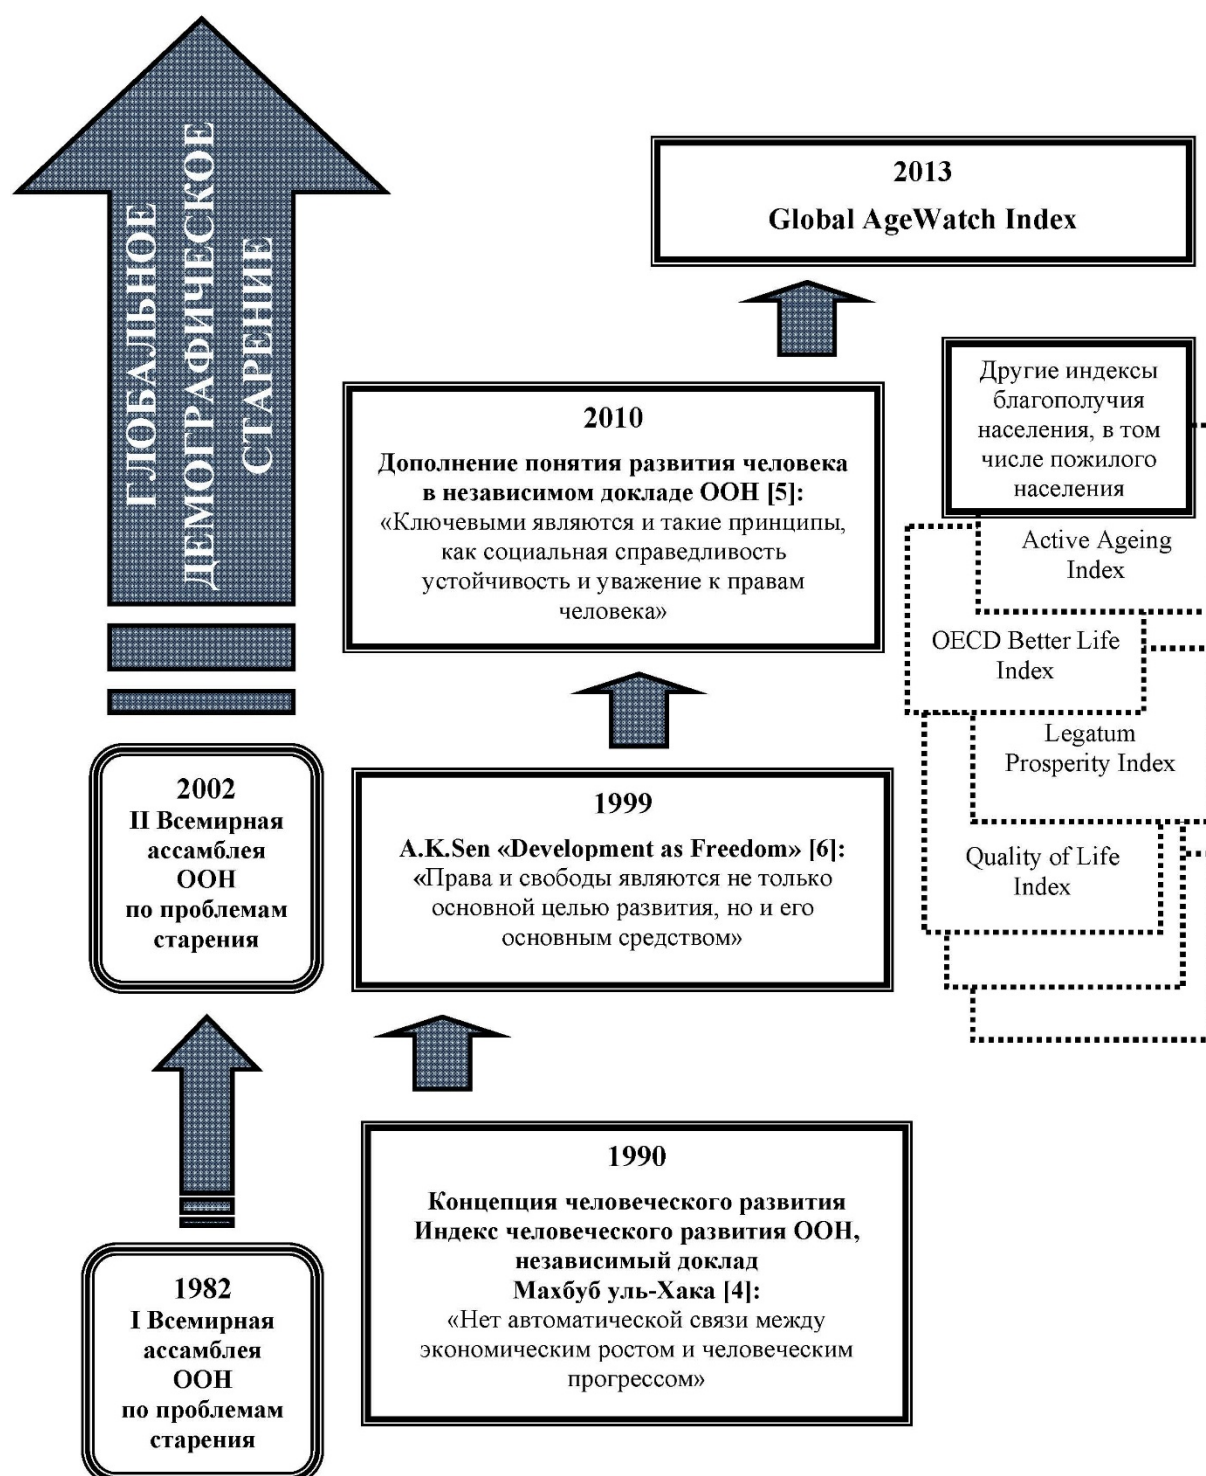 ГЛОБАЛЬНОЕ
ДЕМОГРАФИЧЕСКОЕ
СТАРЕНИЕ
2013
Global AgeWatch Index
Другие индексы
благополучия
населения, в том
числе пожилого
населения
2010
Дополнение понятия развития человека
в независимом докладе ООН [5]:
«Ключевыми являются и такие принципы,
как социальная справедливость
устойчивость и уважение к правам
человека»
Active Ageing
Index
OECD Better Life
Index
Legatum
Prosperity Index
Quality of Life
Index
2002
II Всемирная
ассамблея
ООН
по проблемам
старения
1999
A.K.Sen «Development as Freedom» [6]:
«Права и свободы являются не только
основной целью развития, но и его
основным средством»
1990
Концепция человеческого развития
Индекс человеческого развития ООН,
независимый доклад
Махбуб уль-Хака [4]:
«Нет автоматической связи между
экономическим ростом и человеческим
прогрессом»
1982
I Всемирная
ассамблея
ООН
по проблемам
старения